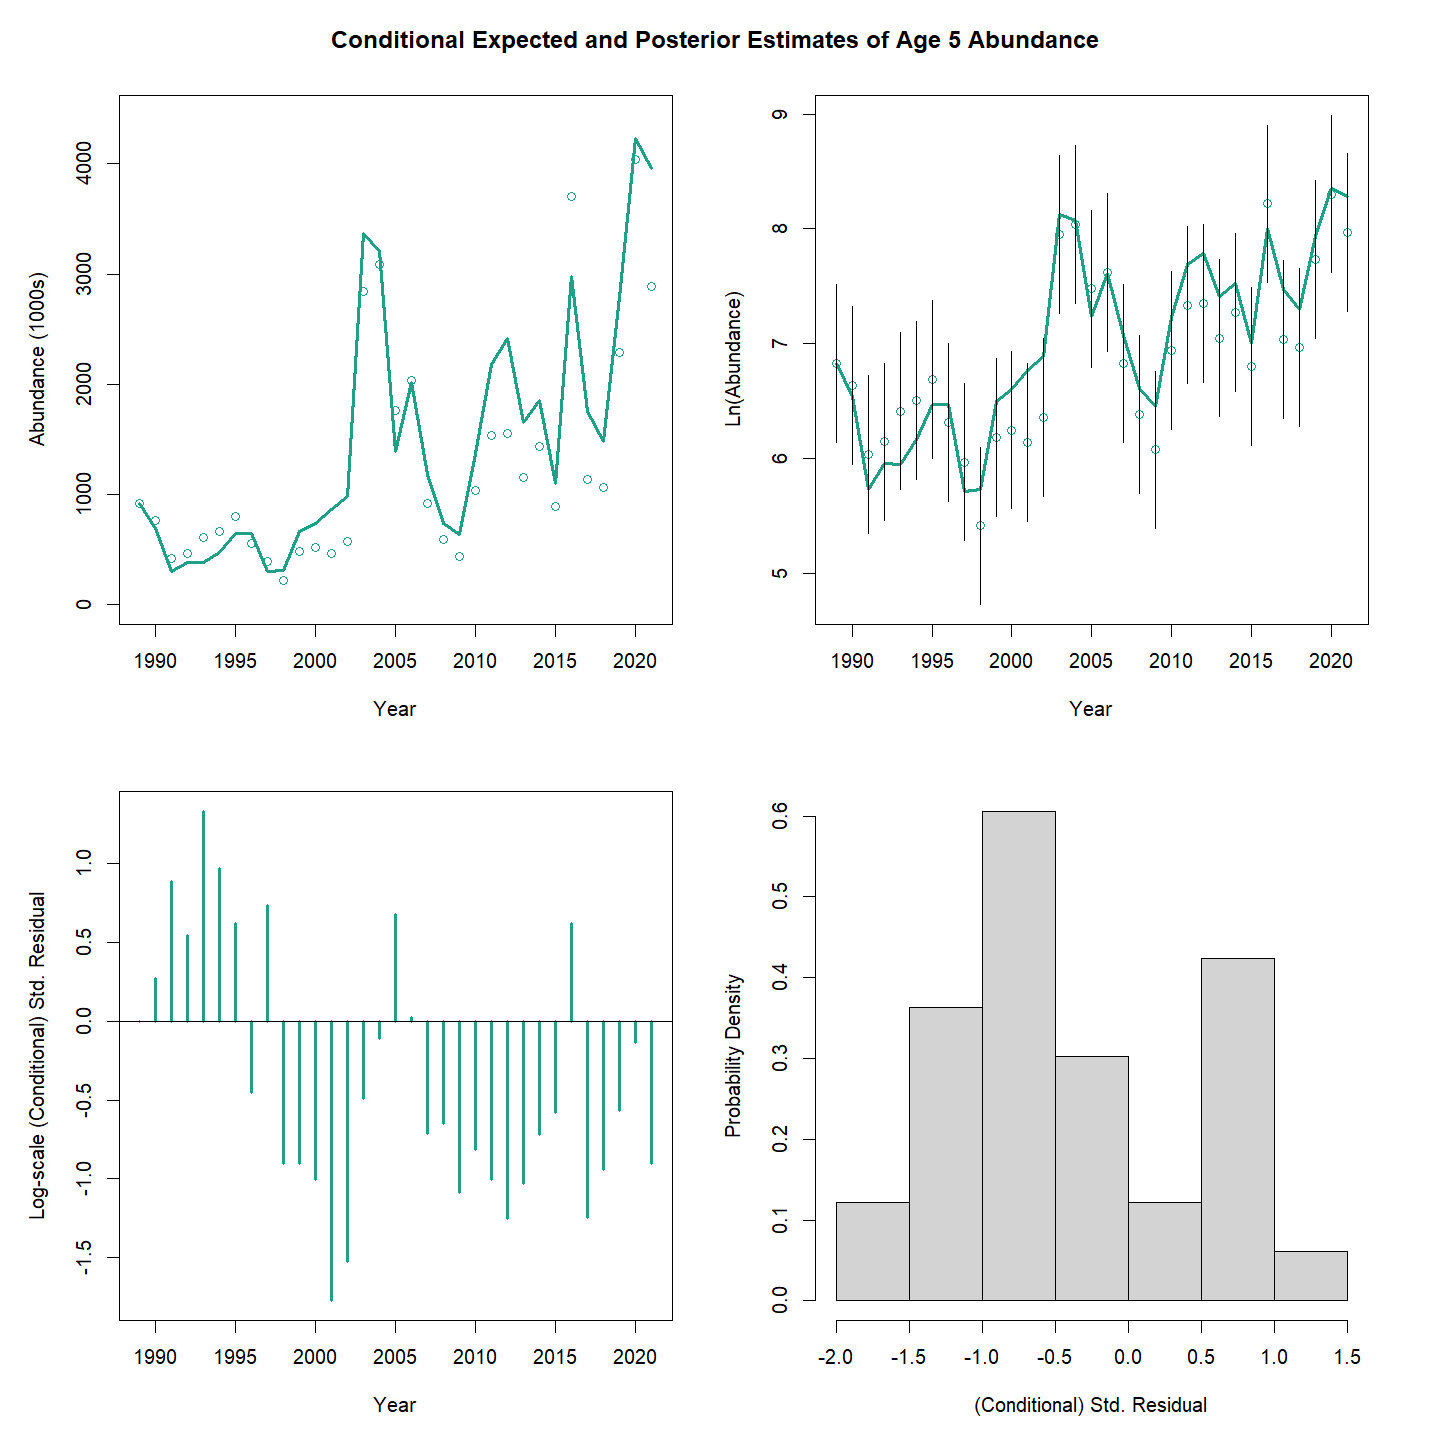 Conditional Expected and Posterior Estimates of Age 5 Abundance
Abundance (1000s)
4000
3000
2000
1000
0
1990 1995 2000 2005 2010 2015 2020
Year
Ln(Abundance)
9
8
7
6
5
1990 1995 2000 2005 2010 2015 2020
Year
Log-scale (Conditional) Std. Residual
1.0
0.5
0.0
-0.5
-1.0
-1.5
1990 1995 2000 2005 2010 2015 2020
Year
Probability Density
0.6
0.5
0.4
0.3
0.2
0.1
0.0
-2.0 -1.5 -1.0 -0.5 0.0 0.5 1.0 1.5
(Conditional) Std. Residual